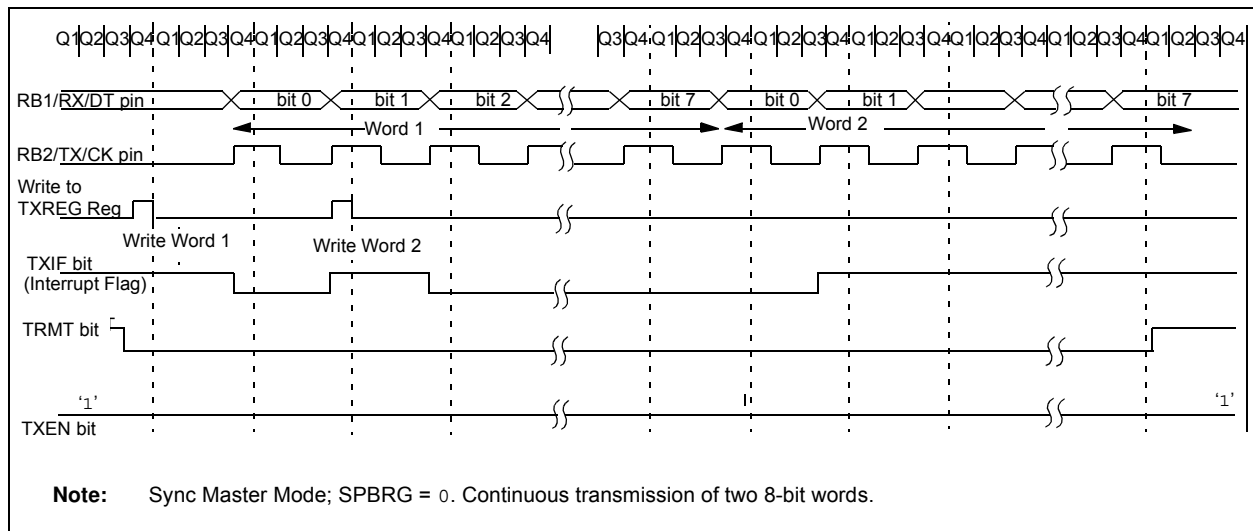 Q1Q2Q3Q4Q1Q2Q3Q4Q1Q2Q3Q4Q1Q2Q3Q4Q1Q2Q3Q4 Q3Q4Q1Q2Q3Q4Q1Q2Q3Q4Q1Q2Q3Q4Q1Q2Q3Q4Q1Q2Q3Q4Q1Q2Q3Q4
RB1/RX/DT pin bit 0 bit 1 bit 2 bit 7 bit 0 bit 1 bit 7
Word 1 Word 2
RB2/TX/CK pin
Write to
TXREG Reg
Write Word 1 Write Word 2
TXIF bit
(Interrupt Flag)
TRMT bit
‘1’ ‘1’
TXEN bit
Note: Sync Master Mode; SPBRG = 0. Continuous transmission of two 8-bit words.